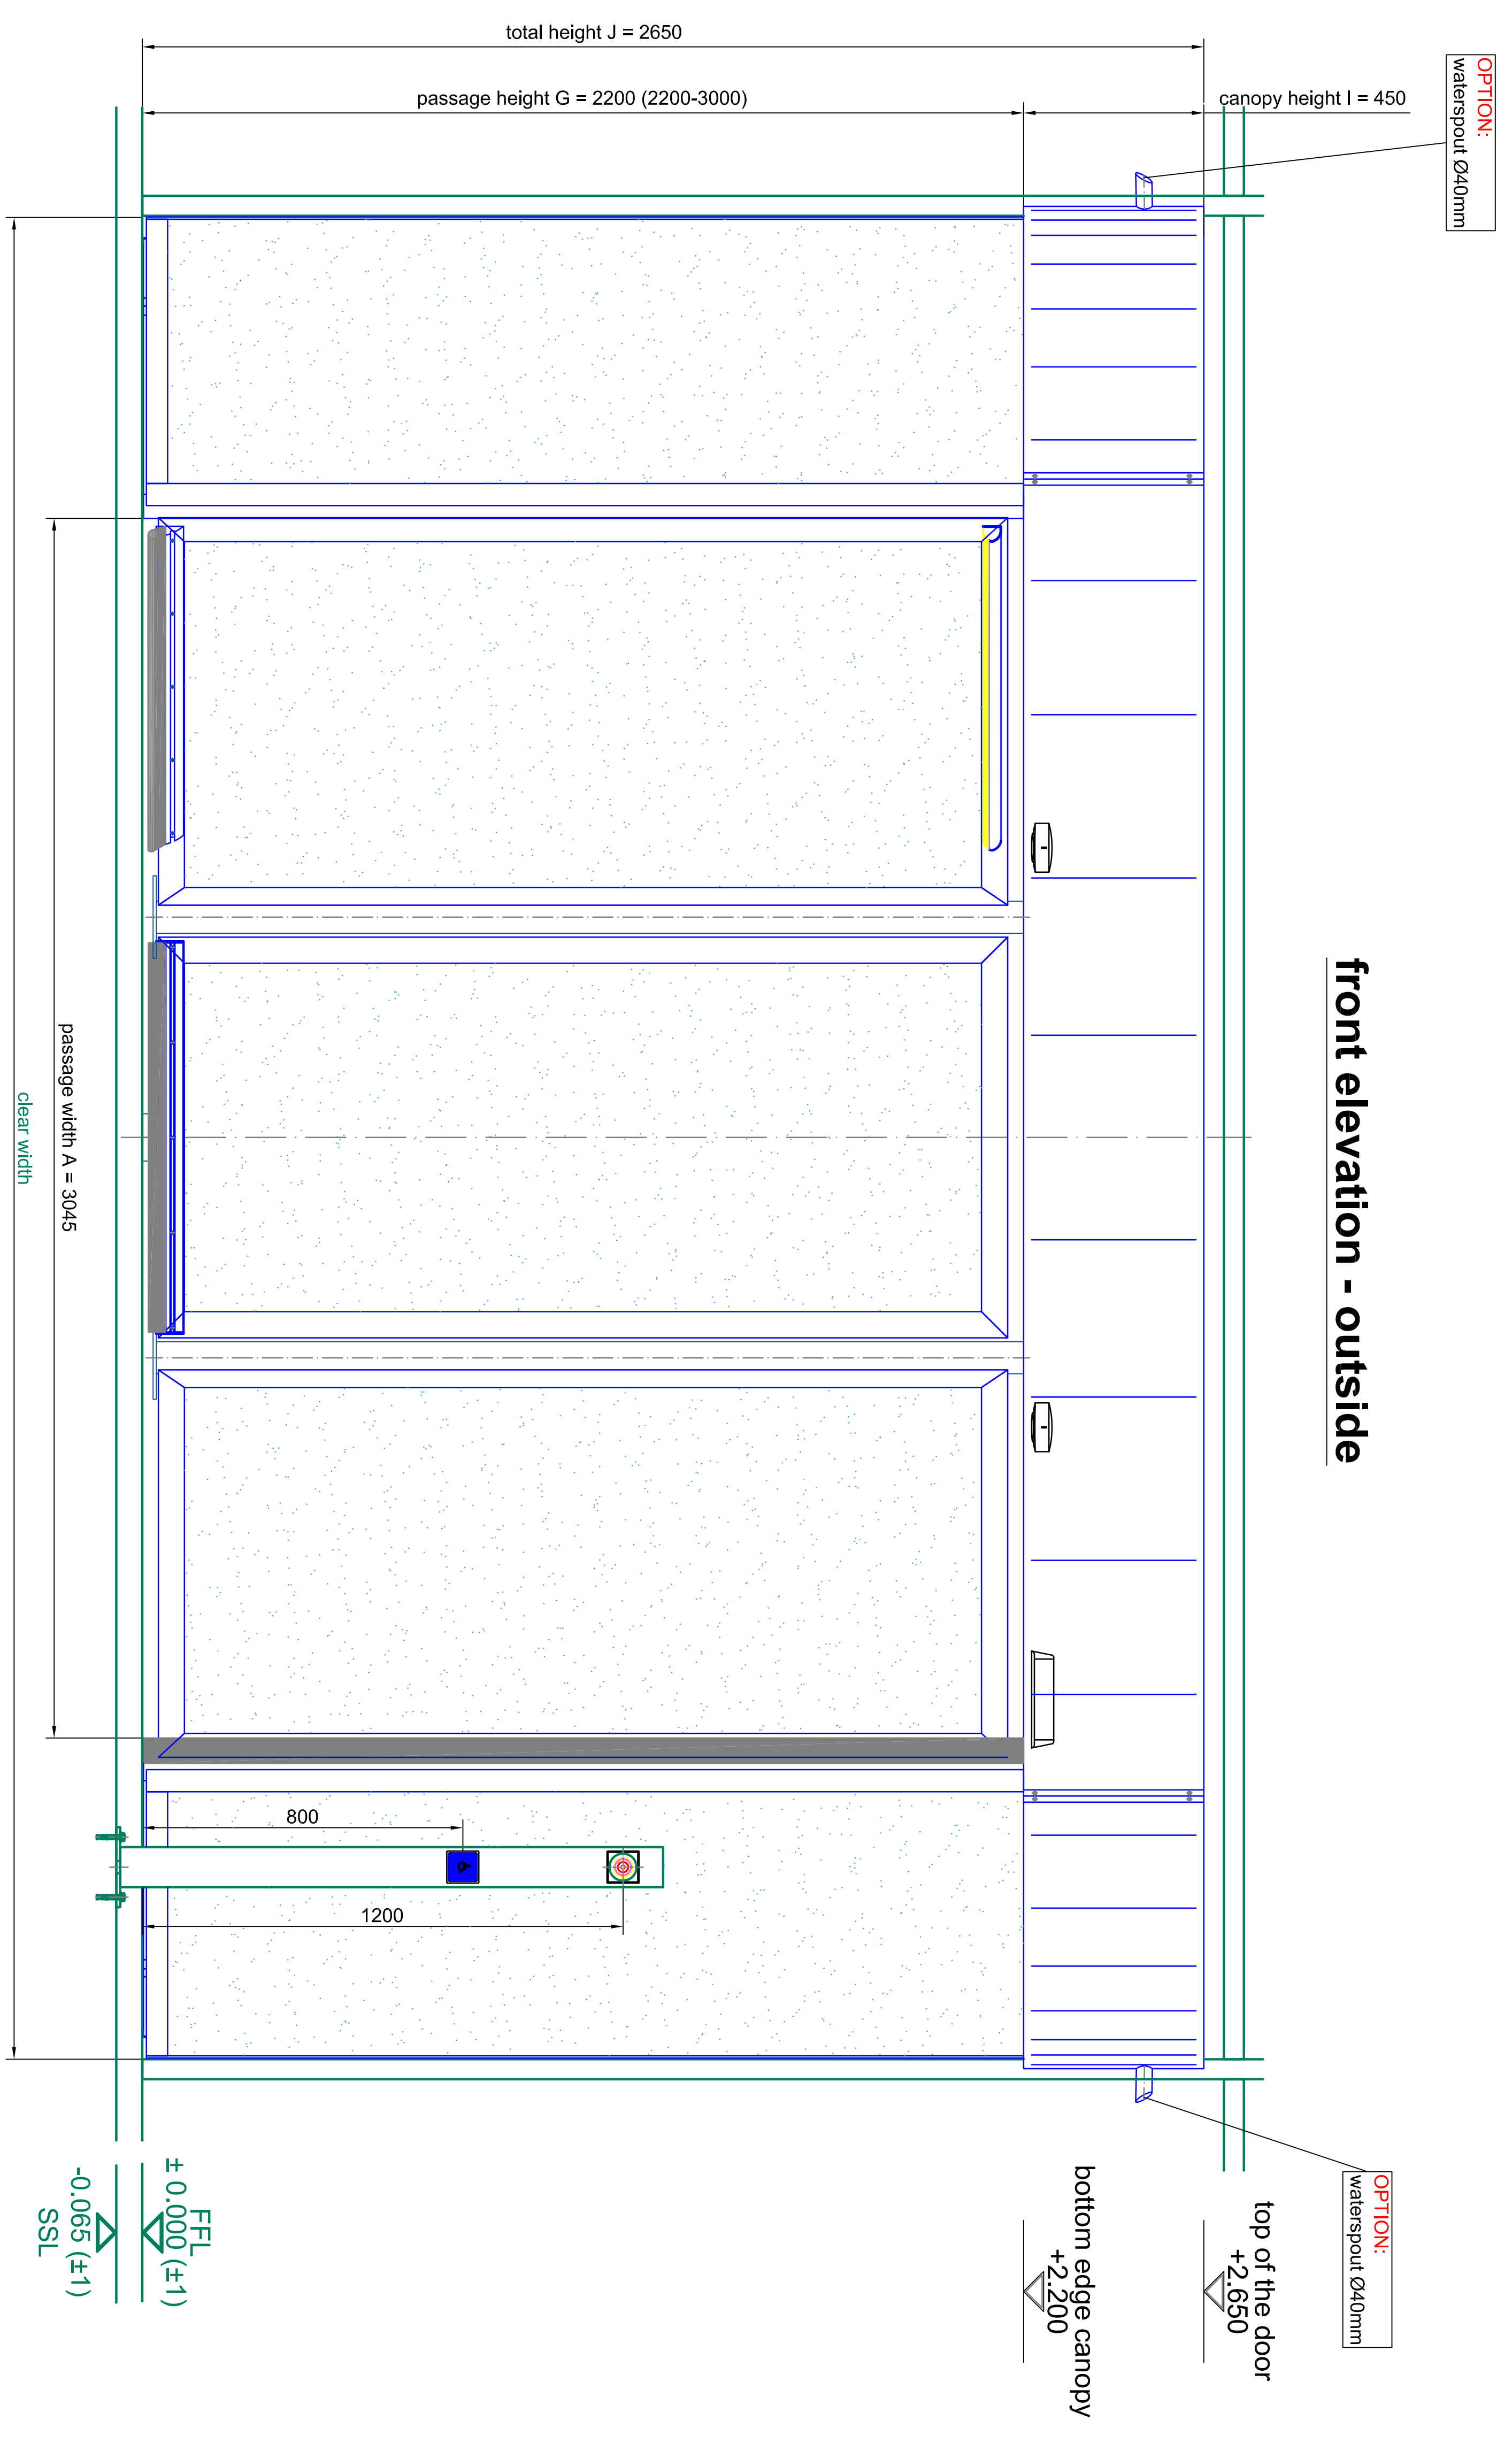 front elevation - outside
OPTION:
waterspout Ø40mm
OPTION:
waterspout Ø40mm
canopy height I = 450
passage height G = 2200 (2200-3000)
total height J = 2650
top of the door
+2.650
bottom edge canopy
+2.200
1200
800
FFL
± 0.000 (±1)
-0.065 (±1)
SSL
passage width A = 3045
clear width